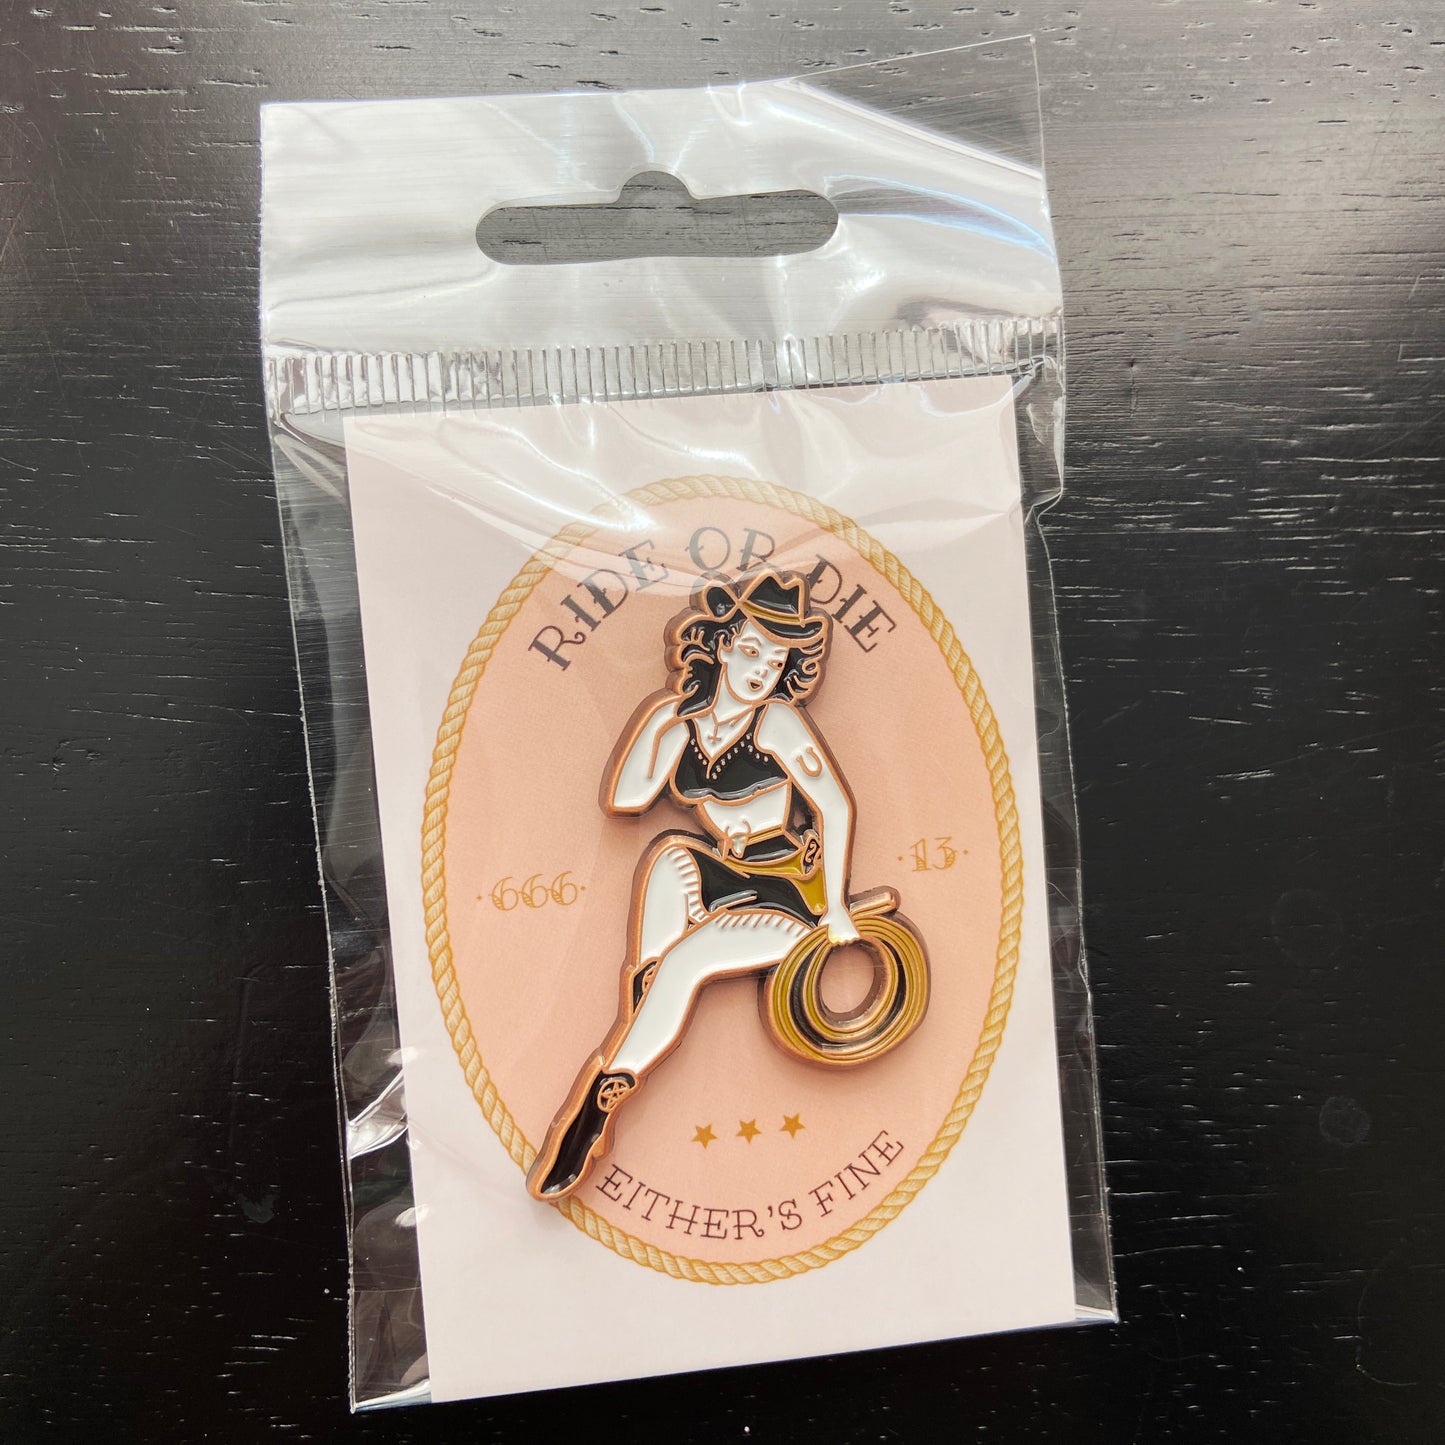 RIDE OR DIE
·666·
·13·
EITHER'S FINE